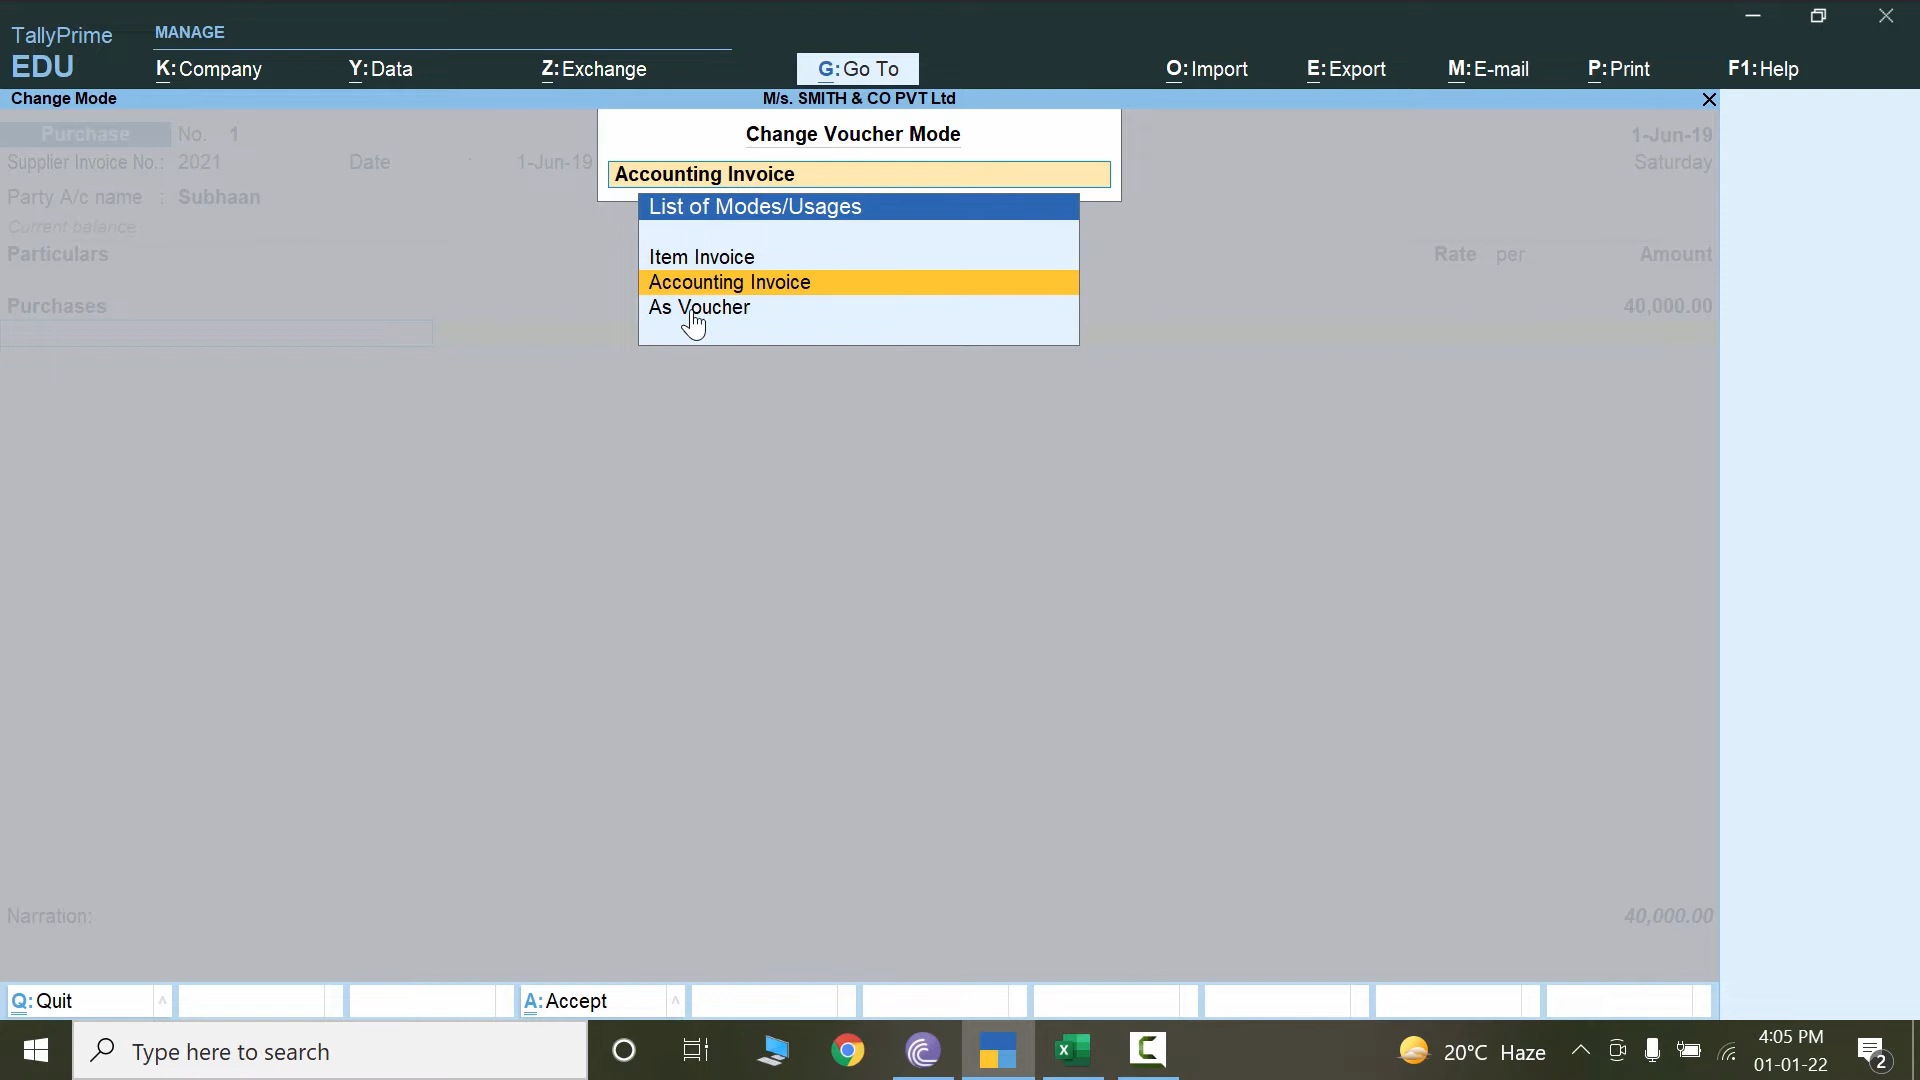 TallyPrime
EDU
MANAGE
K:Company
Y:Data
Z:Exchange
G:Go To
O:Import
E:Export
M:E-mail
P:Print
F1:Help
Change Mode
M/s. SMITH & CO PVT Ltd
Purchase No. 1
1-Jun-19
Supplier Invoice No.: 2021 Date : 1-Jun-19
Saturday
Party A/c name : Subhaan
Current balance
Particulars
Rate per Amount
Purchases
40,000.00
Change Voucher Mode
Accounting Invoice
List of Modes/Usages
Item Invoice
Accounting Invoice
As Voucher
Narration:
40,000.00
Q:Quit
A:Accept
Type here to search
20°C Haze
4:05 PM
01-01-22
2